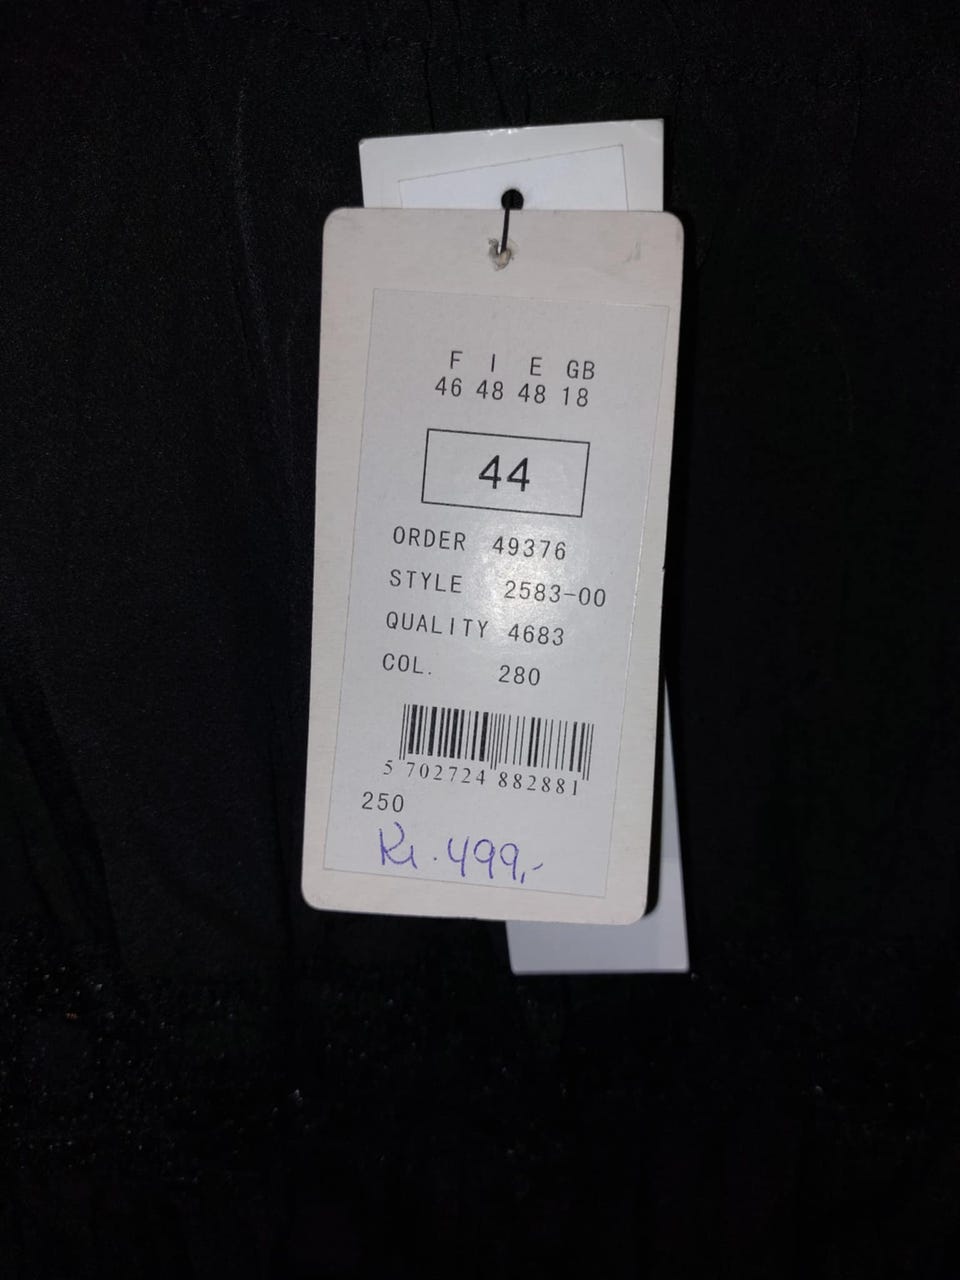 F I E GB
46 48 48 18
44
ORDER 49376
STYLE 2583-00
QUALITY 4683
COL. 280
5 702724 882881
250
Kr. 499,-